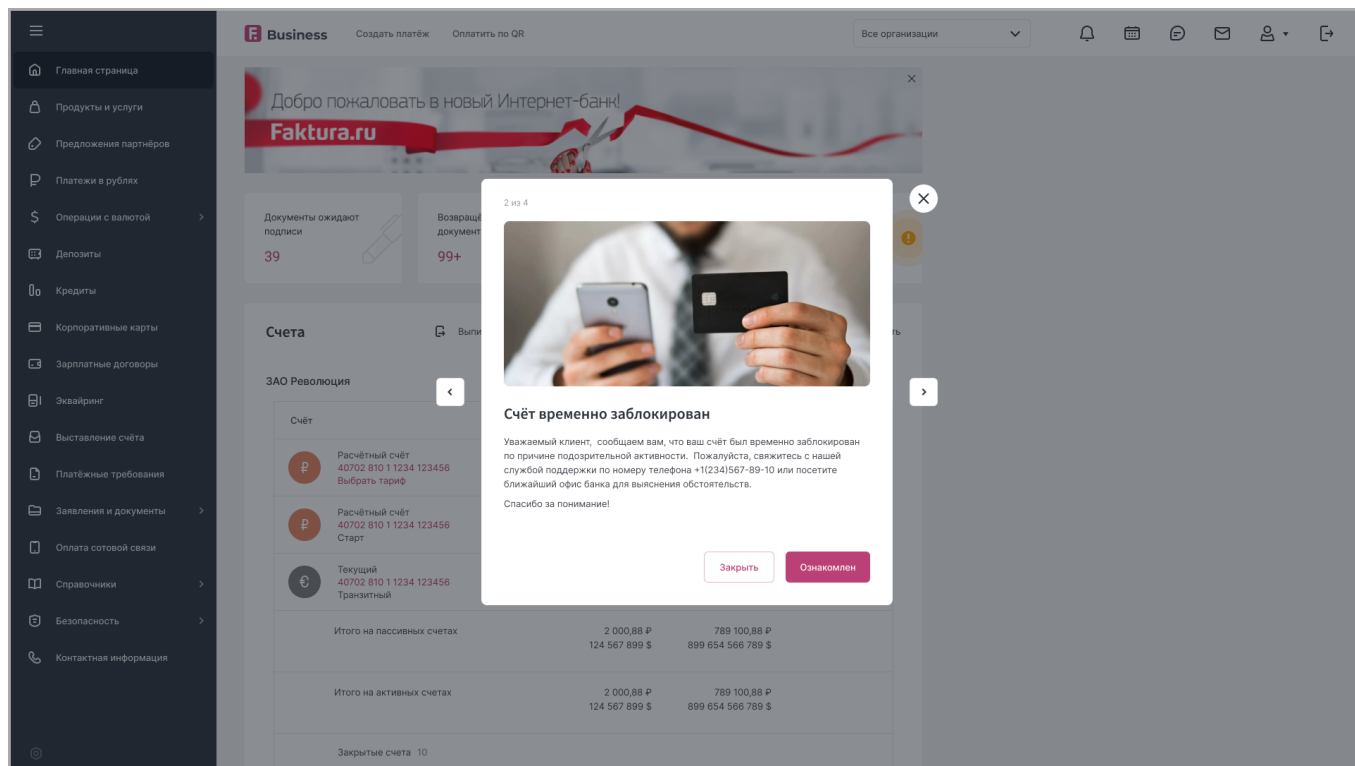 Business
Создать платёж
Оплатить по QR
Все организации
Главная страница
Продукты и услуги
Предложения партнёров
Платежи в рублях
Операции с валютой
Депозиты
Кредиты
Корпоративные карты
Зарплатные договоры
Эквайринг
Выставление счёта
Платёжные требования
Заявления и документы
Оплата сотовой связи
Справочники
Безопасность
Контактная информация
Добро пожаловать в новый Интернет-банк!
Faktura.ru
Документы ожидают
подписи
39
Возвращё
документ
99+
Счета
Выпи
ть
ЗАО Революция
Счёт
Расчётный счёт
40702 810 1 1234 123456
Выбрать тариф
Расчётный счёт
40702 810 1 1234 123456
Старт
Текущий
40702 810 1 1234 123456
Транзитный
Итого на пассивных счетах 2 000,88 ₽ 789 100,88 ₽
124 567 899 $ 899 654 566 789 $
Итого на активных счетах 2 000,88 ₽ 789 100,88 ₽
124 567 899 $ 899 654 566 789 $
Закрытые счета 10
2 из 4
Счёт временно заблокирован
Уважаемый клиент, сообщаем вам, что ваш счёт был временно заблокирован
по причине подозрительной активности. Пожалуйста, свяжитесь с нашей
службой поддержки по номеру телефона +1(234)567-89-10 или посетите
ближайший офис банка для выяснения обстоятельств.
Спасибо за понимание!
Закрыть
Ознакомлен